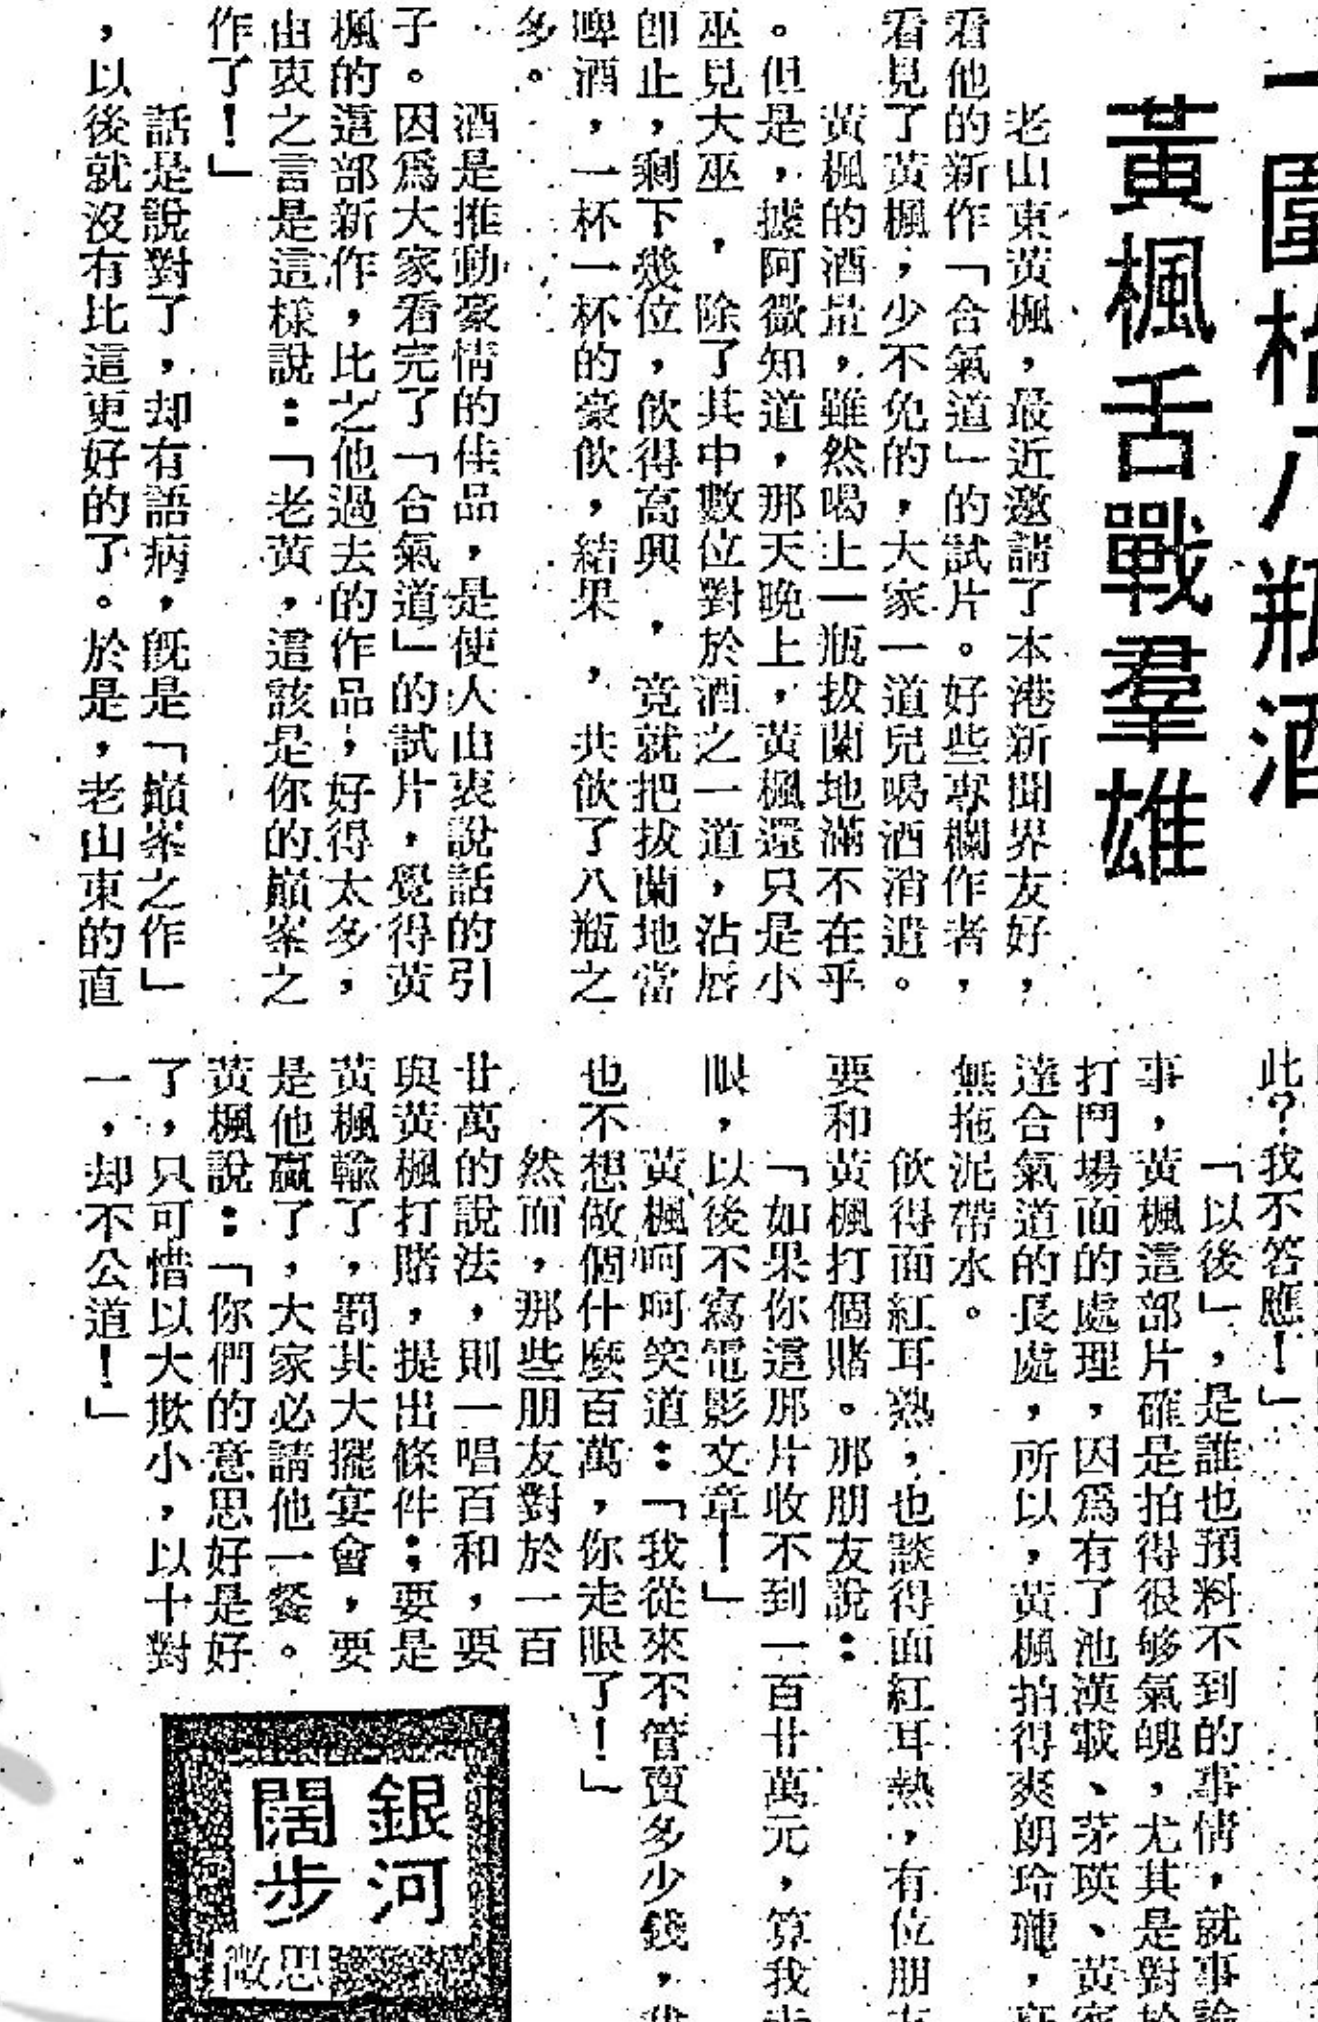 一圍枱八瓶酒
黃楓舌戰羣雄
老山東黃楓，最近邀請了本港新聞界友好，
看他的新作「合氣道」的試片。好些專欄作者，
看見了黃楓，少不免的，大家一道兒喝酒消遣。
黃楓的酒量，雖然喝上一瓶拔蘭地滿不在乎
。但是，據阿微知道，那天晚上，黃楓還只是小
巫見大巫，除了其中數位對於酒之一道，沾唇
卽止，剩下幾位，飲得高興，竟就把拔蘭地當
啤酒，一杯一杯的豪飲，結果，共飲了八瓶之
多。
酒是推動豪情的佳品，是使人由衷說話的引
子。因爲大家看完了「合氣道」的試片，覺得黃
楓的這部新作，比之他過去的作品，好得太多，
由衷之言是這樣說：「老黃，這該是你的巔峯之
作了！」
話是說對了，却有語病，旣是「巔峯之作」
，以後就沒有比這更好的了。於是，老山東的直
此？我不答應！」
「以後」，是誰也預料不到的事情，就事論
事，黃楓這部片確是拍得很够氣魄，尤其是對於
打鬥場面的處理，因爲有了池漢載、茅瑛、黃家
達合氣道的長處，所以，黃楓拍得爽朗玲瓏，
無拖泥帶水。
飲得面紅耳熱，也談得面紅耳熱，有位朋友
要和黃楓打個賭。那朋友說：
「如果你這那片收不到一百廿萬元，算我
眼，以後不寫電影文章！」
黃楓呵呵笑道：「我從來不管賣多少錢，我
也不想做個什麼百萬，你走眼了！」
然而，那些朋友對於一百
廿萬的說法，則一唱百和，要
與黃楓打賭，提出條件：要是
黃楓輸了，罰其大擺宴會，要
是他贏了，大家必請他一餐。
黃楓說：「你們的意思好是好
了，只可惜以大欺小，以十對
一，却不公道！」
銀河
闊步
微思